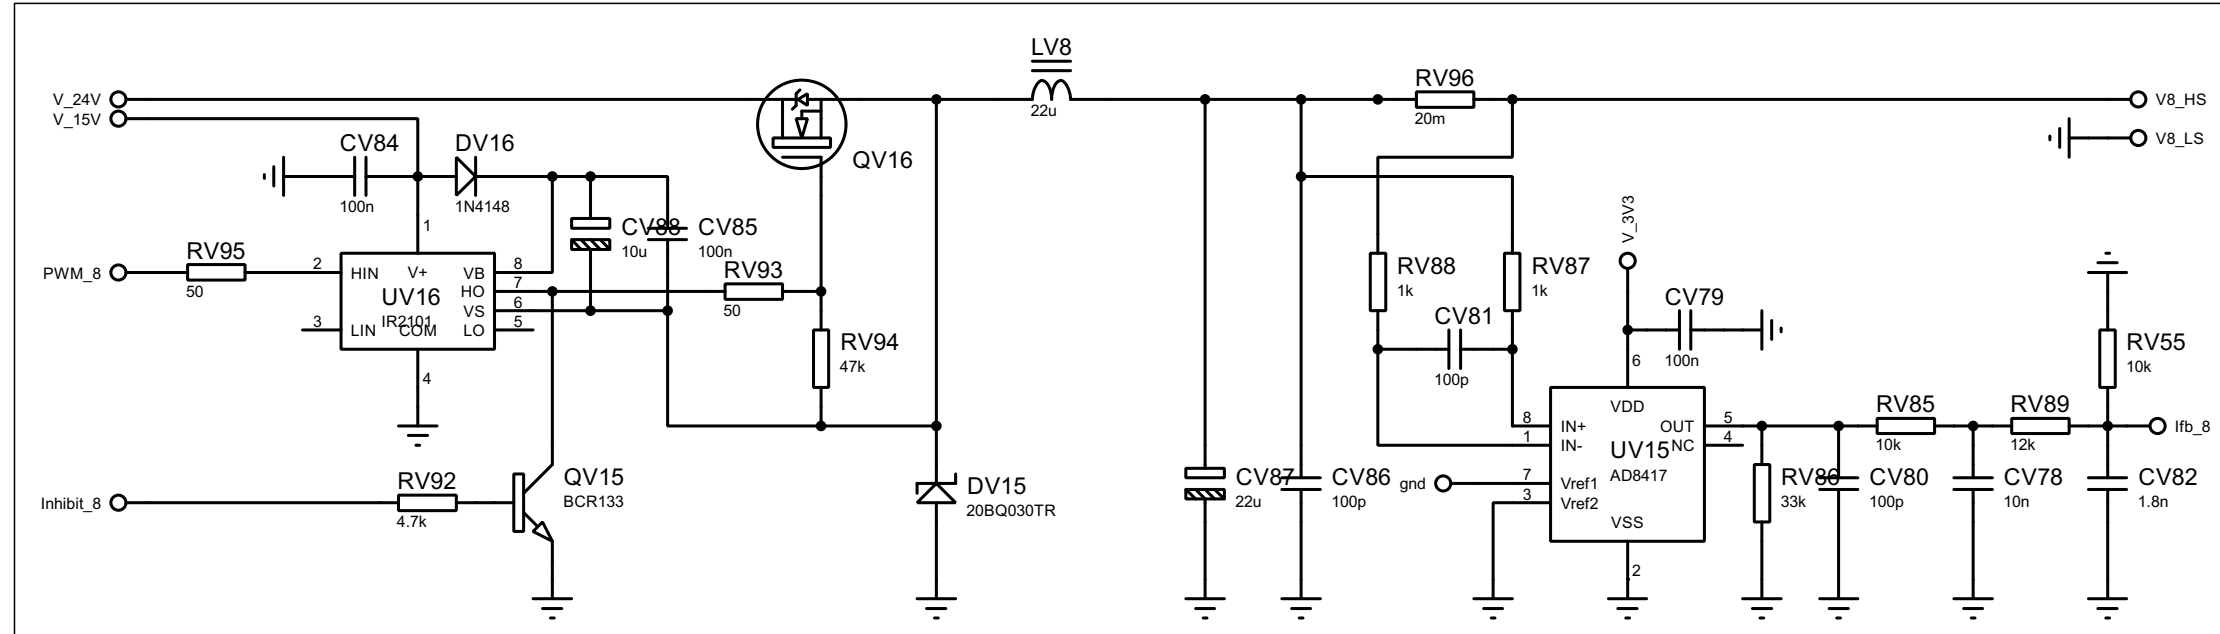 LV8
22u
RV96
20m
V_24V
V_15V
V8_HS
V8_LS
CV84
100n
DV16
1N4148
QV16
1
CV88
10u
CV85
100n
V_3V3
PWM_8
RV95
50
2
HIN
V+
VB
8
HO
7
VS
6
LO
5
3
LIN
UV16
IR2101
COM
4
RV93
50
RV94
47k
RV88
1k
RV87
1k
CV81
100p
CV79
100n
6
RV55
10k
VDD
8
IN+
1
IN-
OUT
5
NC
4
UV15
AD8417
gnd
7
Vref1
3
Vref2
VSS
2
RV85
10k
RV89
12k
Ifb_8
Inhibit_8
RV92
4.7k
QV15
BCR133
DV15
20BQ030TR
CV87
22u
CV86
100p
RV86
33k
CV80
100p
CV78
10n
CV82
1.8n